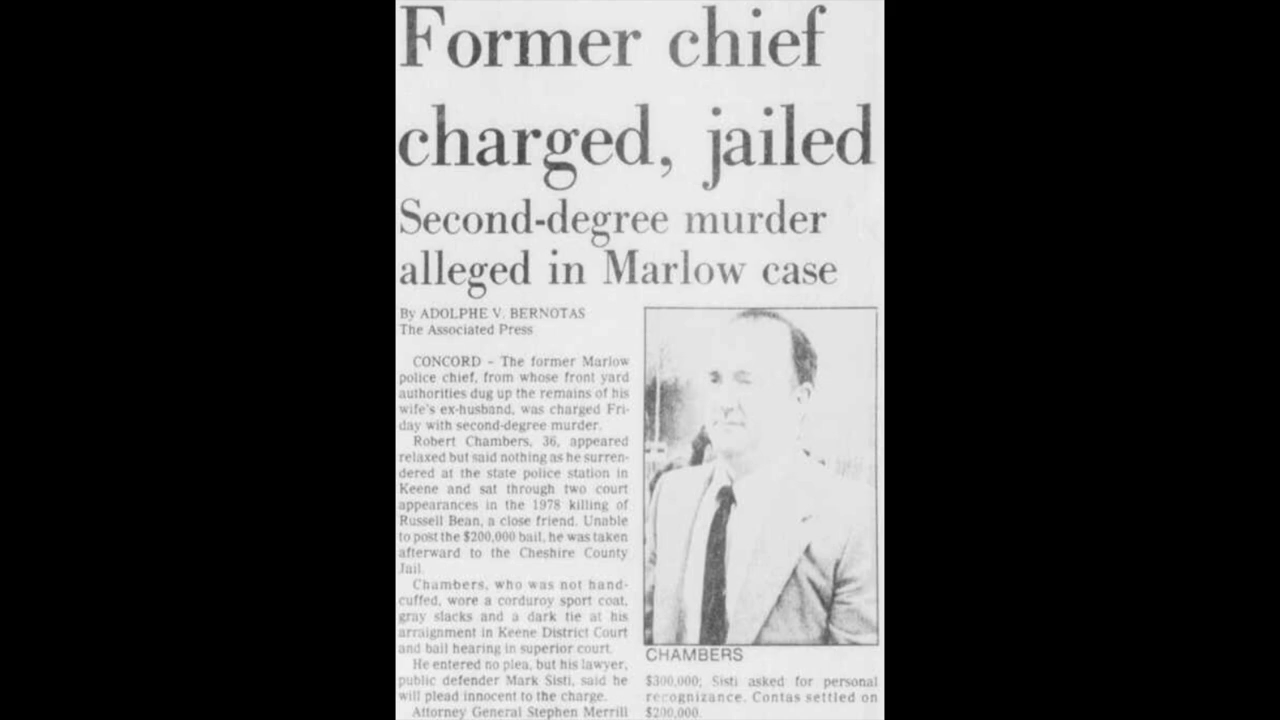 Former chief
charged, jailed
Second-degree murder
alleged in Marlow case
By ADOLPHE V. BERNOTAS
The Associated Press
CONCORD – The former Marlow
police chief, from whose front yard
authorities dug up the remains of his
wife's ex-husband, was charged Fri-
day with second-degree murder.
Robert Chambers, 36, appeared
relaxed but said nothing as he surren-
dered at the state police station in
Keene and sat through two court
appearances in the 1978 killing of
Russell Bean, a close friend. Unable
to post the $200,000 bail, he was taken
afterward to the Cheshire County
Jail.
Chambers, who was not hand-
cuffed, wore a corduroy sport coat,
gray slacks and a dark tie at his
arraignment in Keene District Court
and bail hearing in superior court.
He entered no plea, but his lawyer,
public defender Mark Sisti, said he
will plead innocent to the charge.
Attorney General Stephen Merrill
CHAMBERS
$300,000; Sisti asked for personal
recognizance. Contas settled on
$200,000.